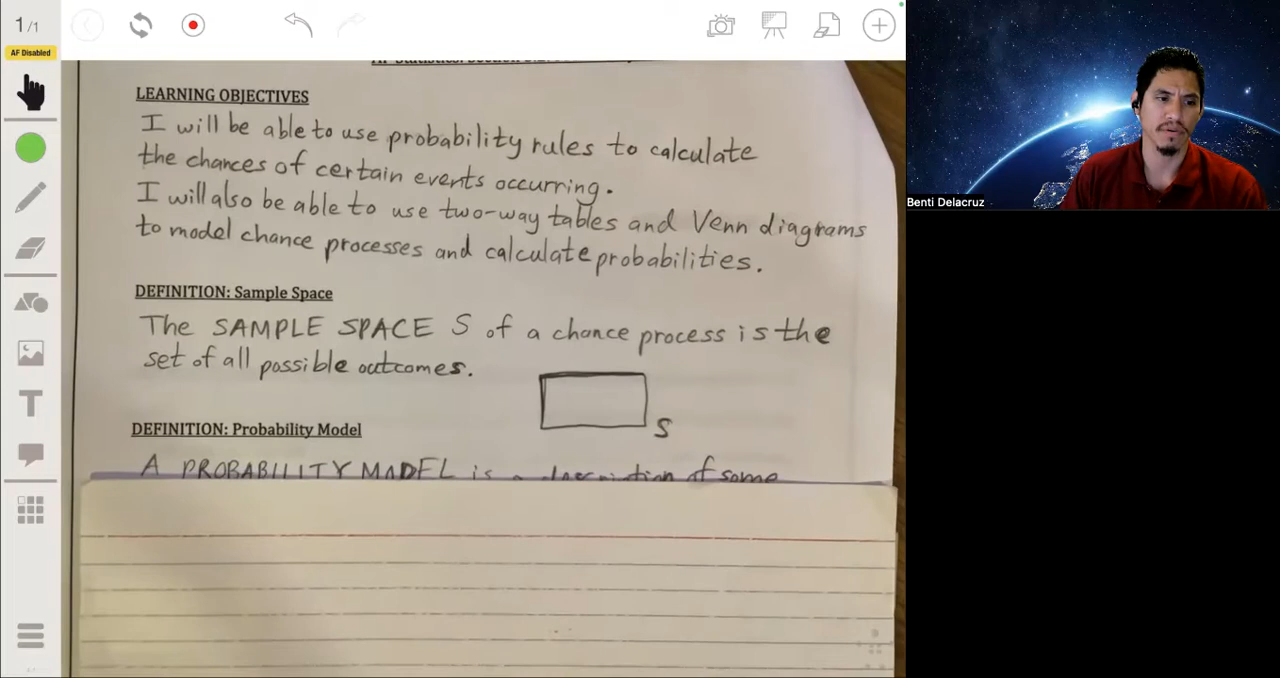 1/1
AF Disabled
LEARNING OBJECTIVES
I will be able to use probability rules to calculate
the chances of certain events occurring.
I will also be able to use two-way tables and Venn diagrams
to model chance processes and calculate probabilities.
DEFINITION: Sample Space
The SAMPLE SPACE S of a chance process is the
set of all possible outcomes.
S
DEFINITION: Probability Model
A PROBABILITY MODEL is a description of some
T
Benti Delacruz